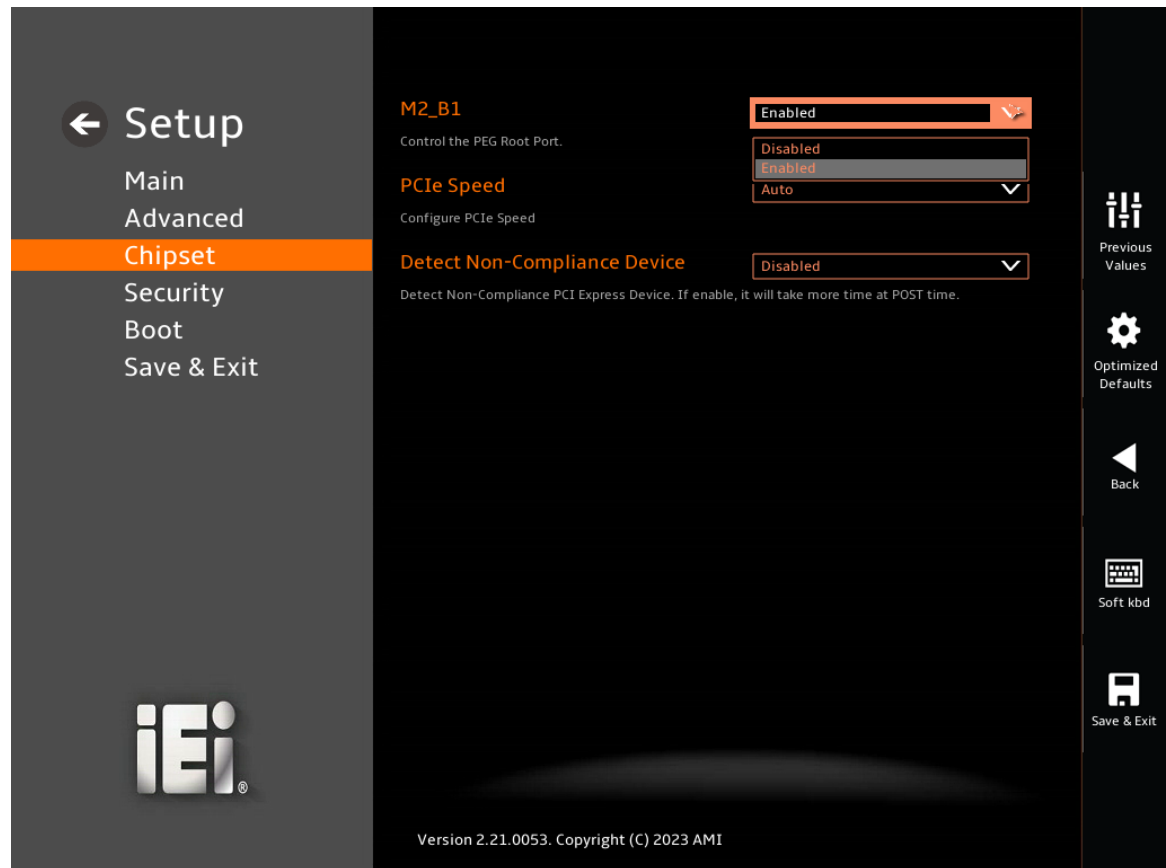 Setup
Main
Advanced
Chipset
Security
Boot
Save & Exit
iEi®
M2_B1
Enabled
Control the PEG Root Port.
Disabled
Enabled
PCIe Speed
Auto
Configure PCIe Speed
Detect Non-Compliance Device
Disabled
Detect Non-Compliance PCI Express Device. If enable, it will take more time at POST time.
Version 2.21.0053. Copyright (C) 2023 AMI
Previous
Values
Optimized
Defaults
Back
Soft kbd
Save & Exit